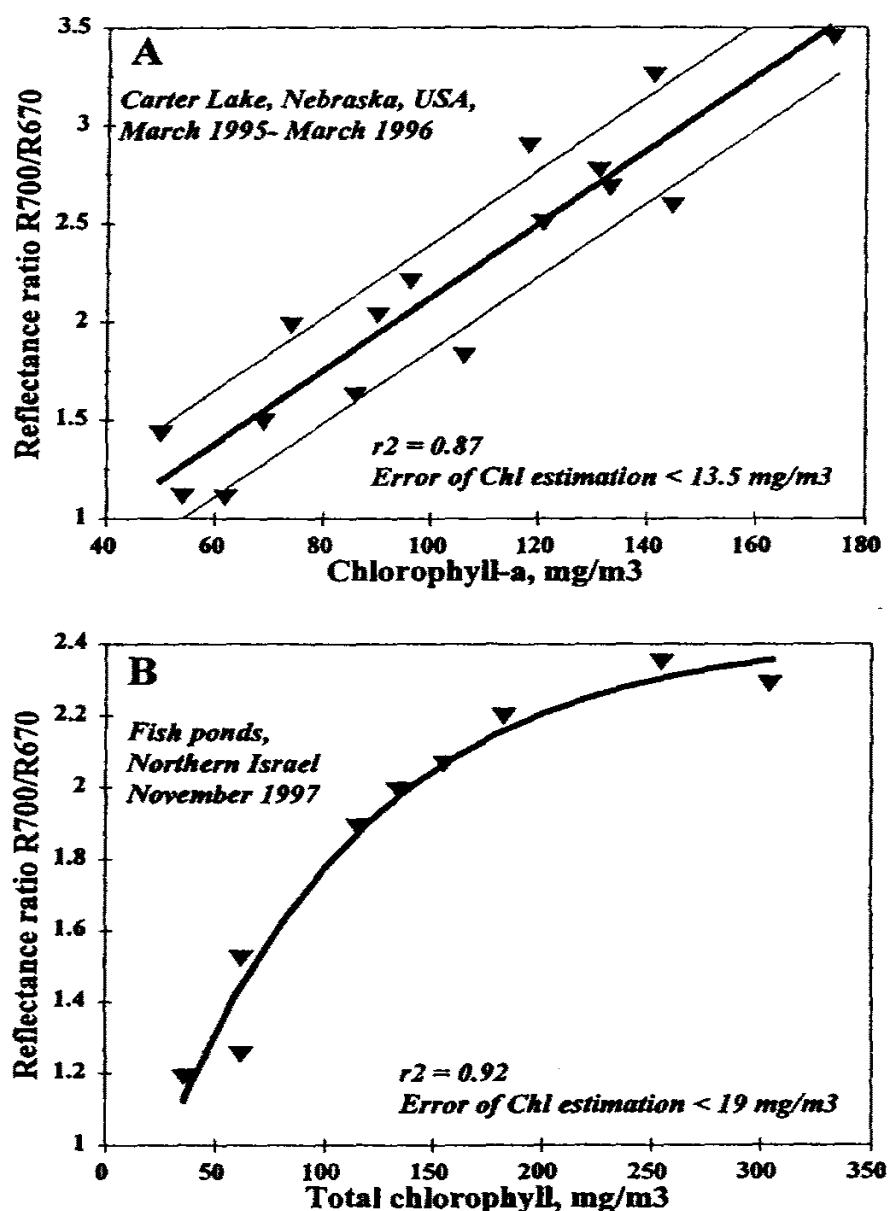 A
Carter Lake, Nebraska, USA,
March 1995- March 1996
Reflectance ratio R700/R670
3.5
3
2.5
2
1.5
1
r2 = 0.87
Error of Chl estimation < 13.5 mg/m3
40 60 80 100 120 140 160 180
Chlorophyll-a, mg/m3
B
Fish ponds,
Northern Israel
November 1997
Reflectance ratio R700/R670
2.4
2.2
2
1.8
1.6
1.4
1.2
1
r2 = 0.92
Error of Chl estimation < 19 mg/m3
0 50 100 150 200 250 300 350
Total chlorophyll, mg/m3